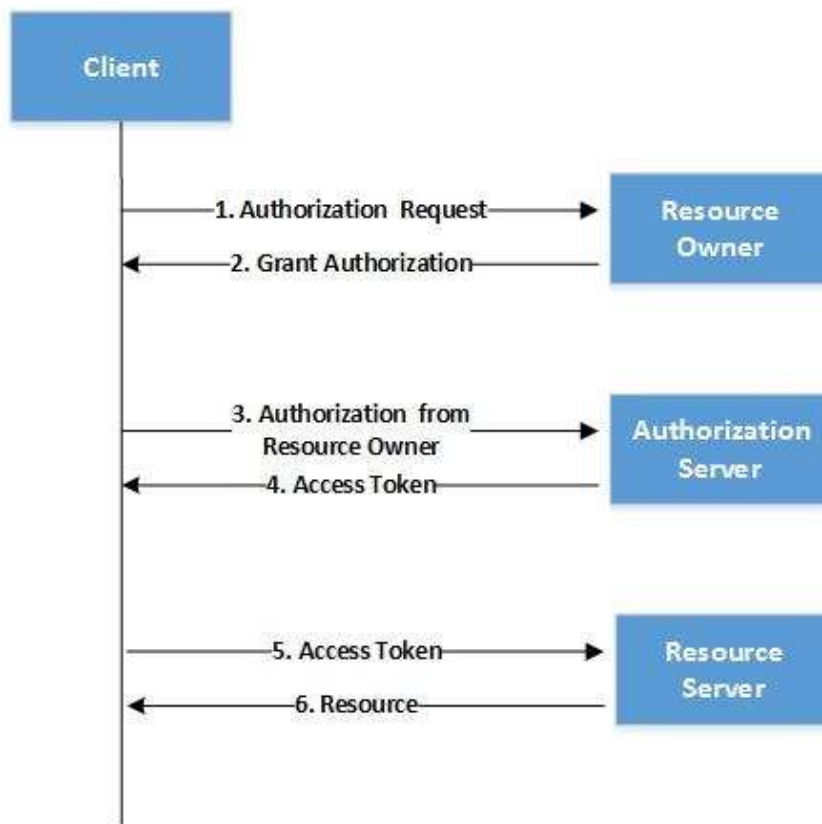 Client
1. Authorization Request
Resource
Owner
2. Grant Authorization
3. Authorization from
Resource Owner
Authorization
Server
4. Access Token
5. Access Token
Resource
Server
6. Resource